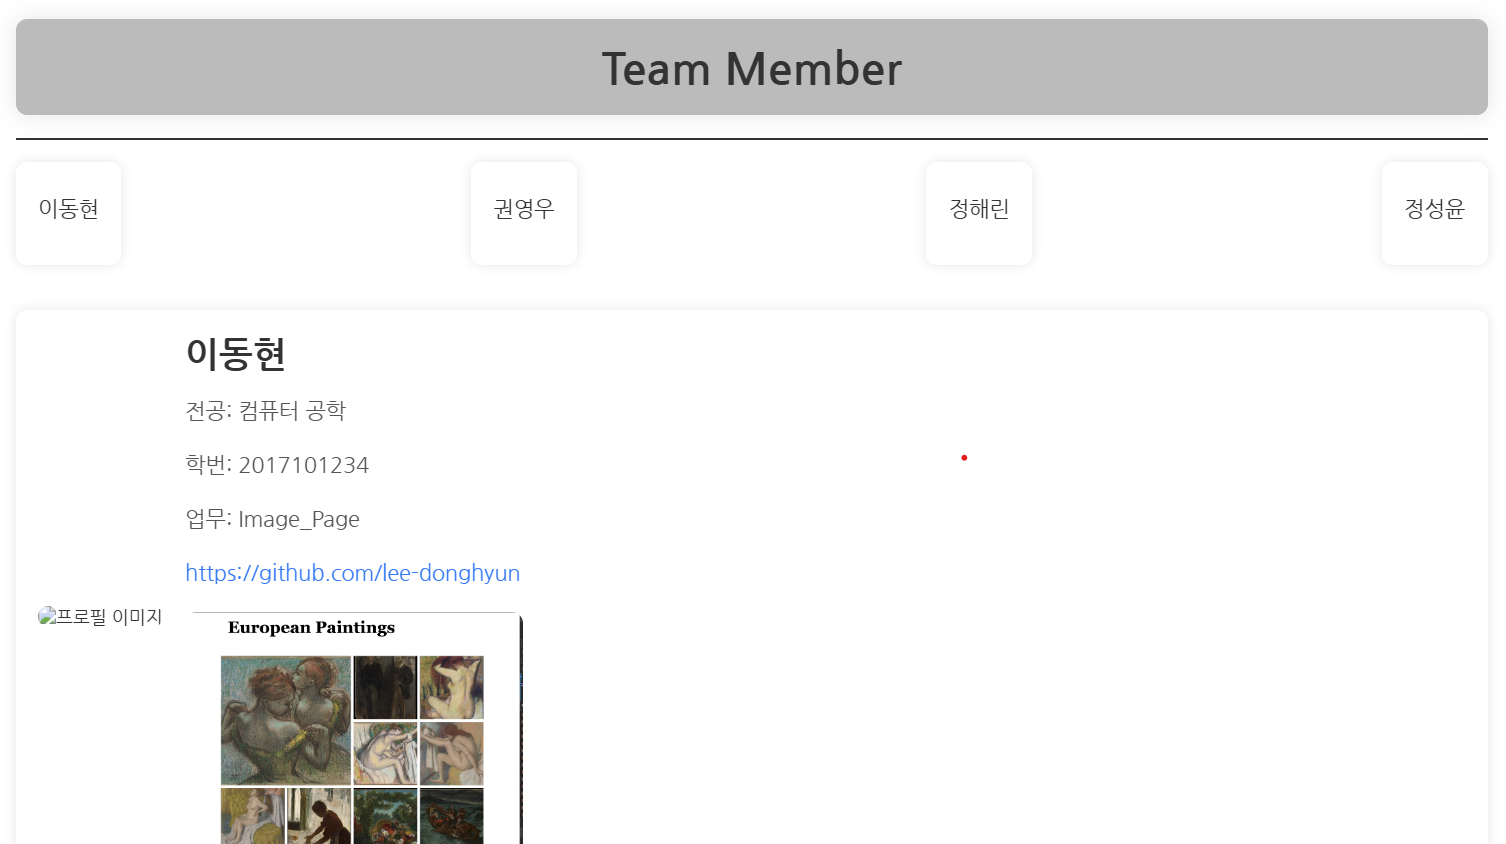 Team Member
이동현
권영우
정해린
정성윤
이동현
전공: 컴퓨터 공학
학번: 2017101234
업무: Image_Page
https://github.com/lee-donghyun
프로필 이미지
European Paintings